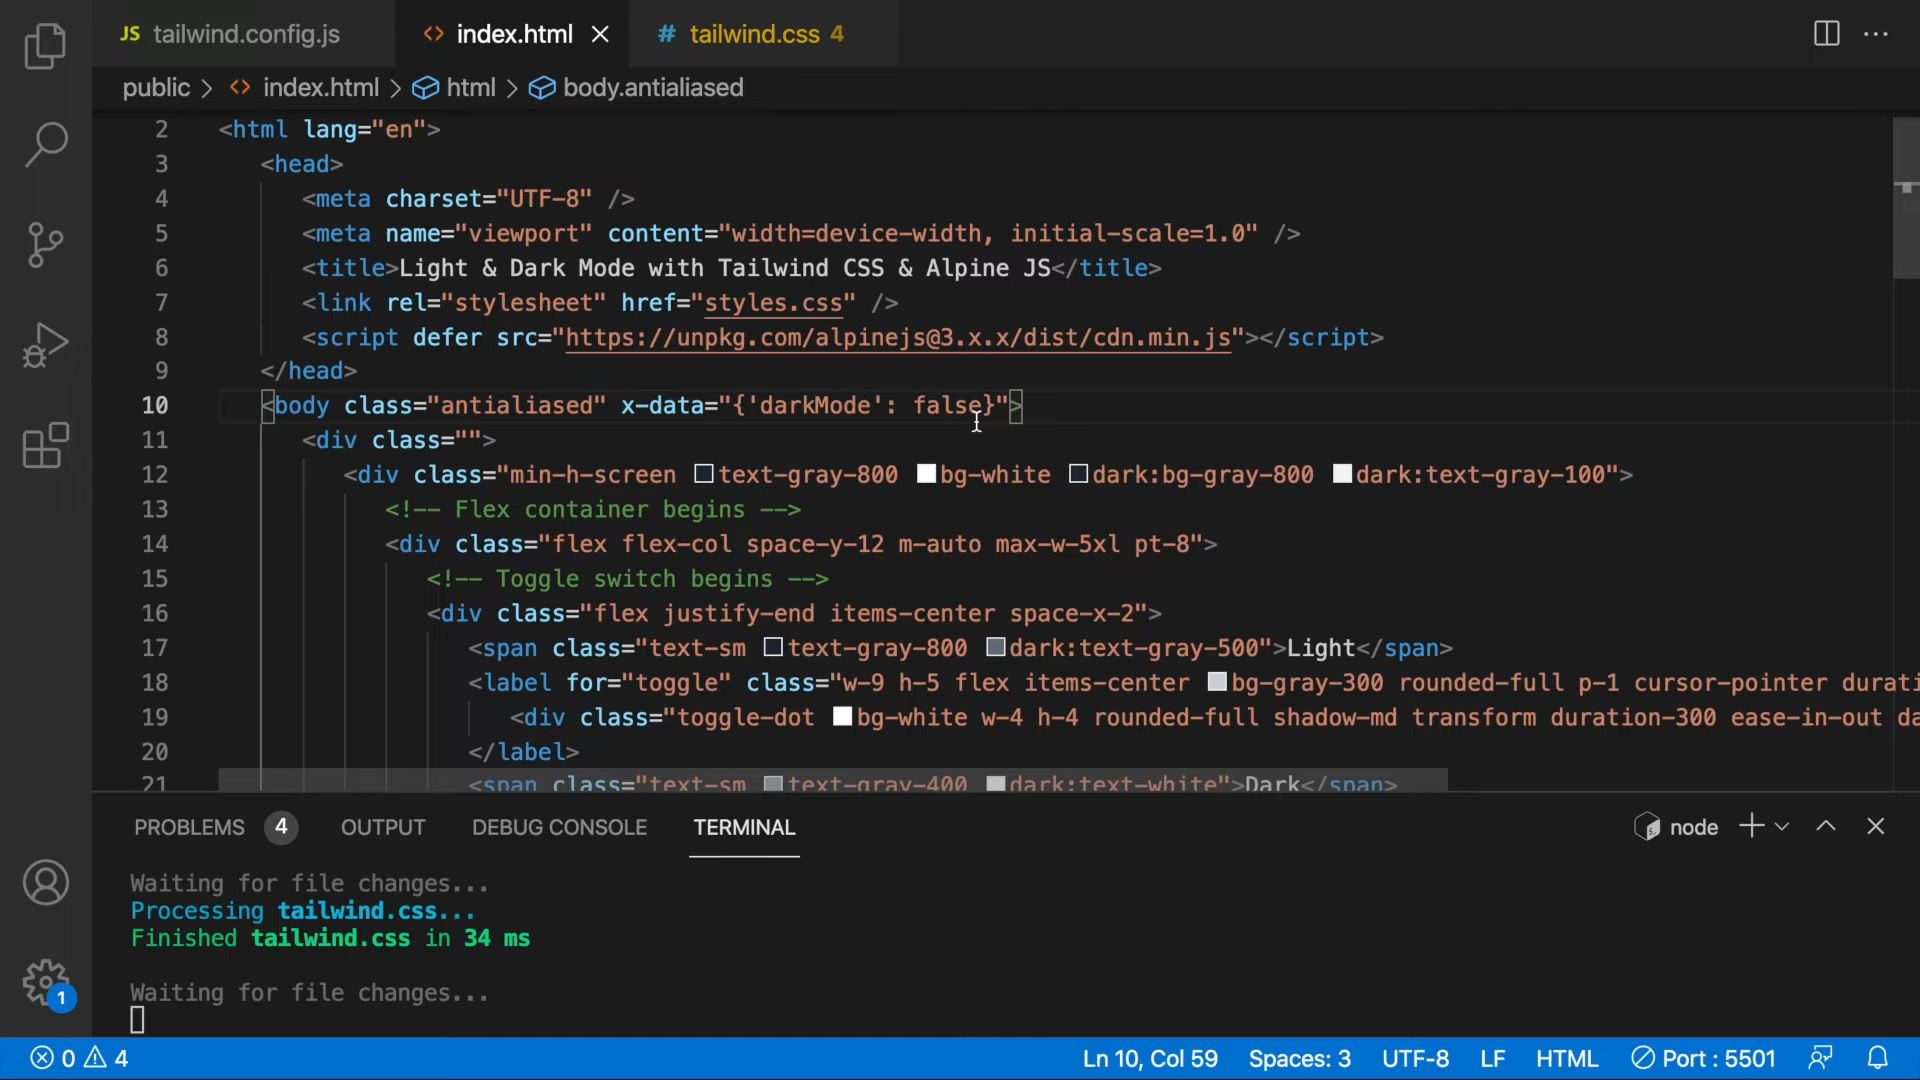 JS tailwind.config.js
<> index.html
# tailwind.css 4
public > <> index.html > html > body.antialiased
2 <html lang="en">
3 <head>
4 <meta charset="UTF-8" />
5 <meta name="viewport" content="width=device-width, initial-scale=1.0" />
6 <title>Light & Dark Mode with Tailwind CSS & Alpine JS</title>
7 <link rel="stylesheet" href="styles.css" />
8 <script defer src="https://unpkg.com/alpinejs@3.x.x/dist/cdn.min.js"></script>
9 </head>
10 <body class="antialiased" x-data="{'darkMode': false}">
11 <div class="">
12 <div class="min-h-screen text-gray-800 bg-white dark:bg-gray-800 dark:text-gray-100">
13 <!-- Flex container begins -->
14 <div class="flex flex-col space-y-12 m-auto max-w-5xl pt-8">
15 <!-- Toggle switch begins -->
16 <div class="flex justify-end items-center space-x-2">
17 <span class="text-sm text-gray-800 dark:text-gray-500">Light</span>
18 <label for="toggle" class="w-9 h-5 flex items-center bg-gray-300 rounded-full p-1 cursor-pointer durati
19 <div class="toggle-dot bg-white w-4 h-4 rounded-full shadow-md transform duration-300 ease-in-out da
20 </label>
21 <span class="text-sm text-gray-400 dark:text-white">Dark</span>
PROBLEMS 4 OUTPUT DEBUG CONSOLE TERMINAL
node
Waiting for file changes...
Processing tailwind.css...
Finished tailwind.css in 34 ms
Waiting for file changes...
1
0 4
Ln 10, Col 59 Spaces: 3 UTF-8 LF HTML Port : 5501